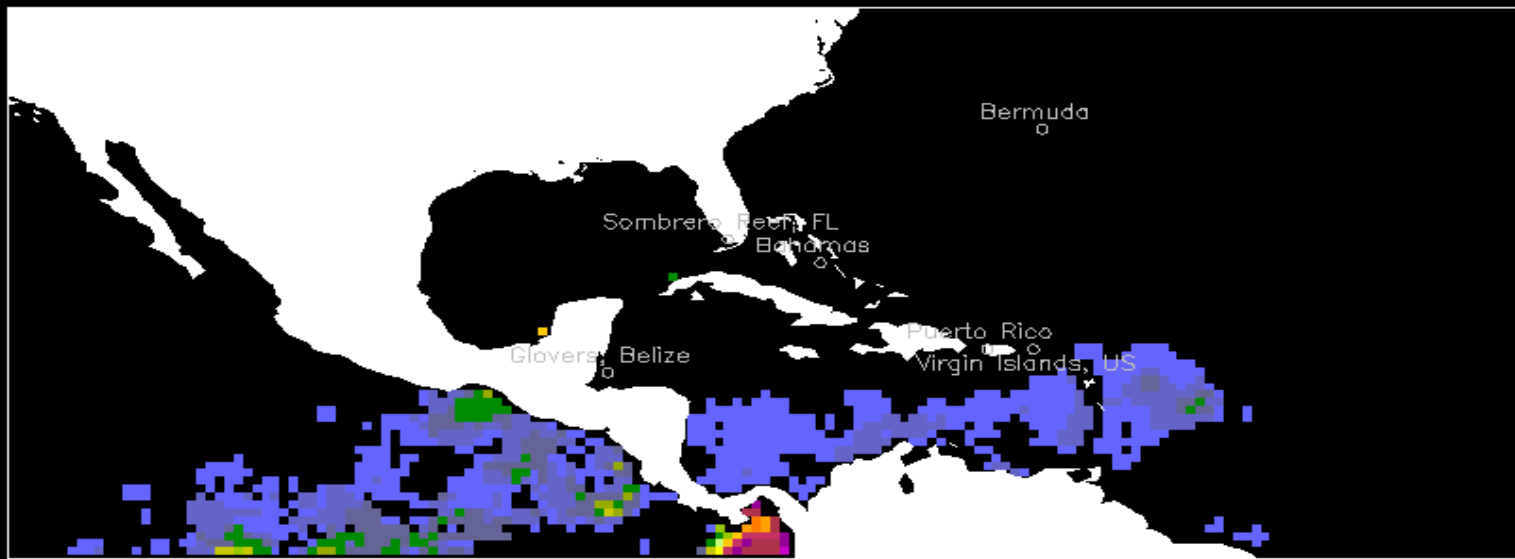 Bermuda
Sombrero Reef, FL
Bahamas
Puerto Rico
Glovers, Belize
Virgin Islands, US